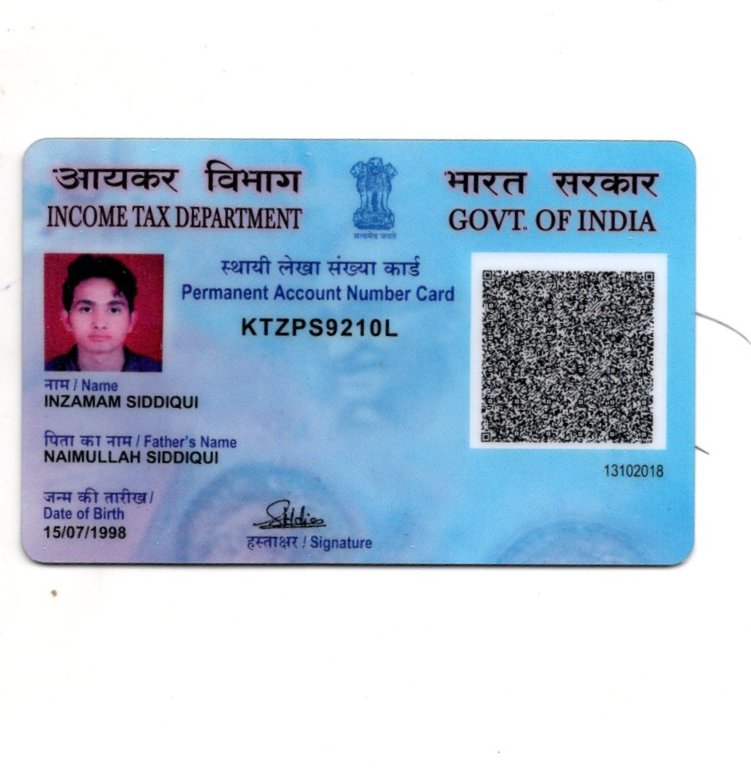 आयकर विभाग
INCOME TAX DEPARTMENT
सत्यमेव जयते
भारत सरकार
GOVT. OF INDIA
स्थायी लेखा संख्या कार्ड
Permanent Account Number Card
KTZPS9210L
नाम / Name
INZAMAM SIDDIQUI
पिता का नाम / Father's Name
NAIMULLAH SIDDIQUI
13102018
जन्म की तारीख /
Date of Birth
15/07/1998
हस्ताक्षर / Signature